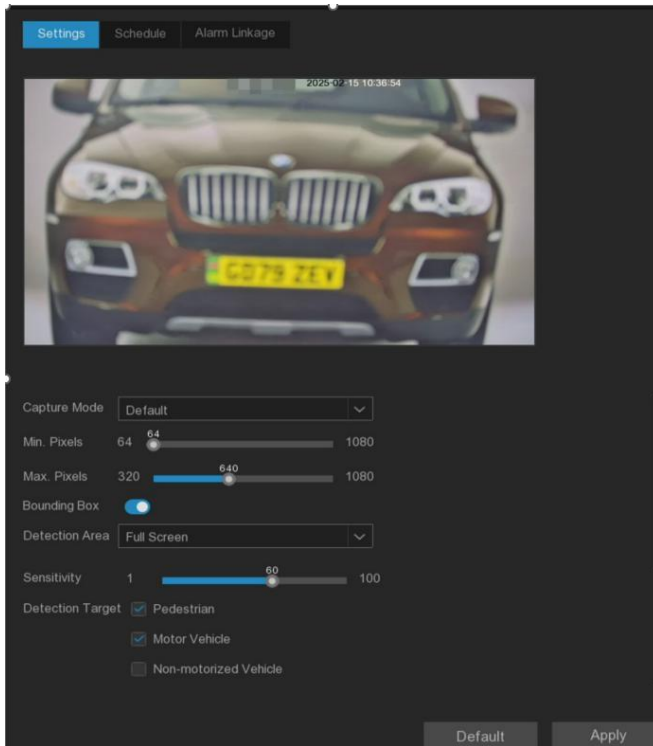 Settings Schedule Alarm Linkage
2025-02-15 10:36:54
GO79 ZEV
Capture Mode Default
64
Min. Pixels 64 1080
640
Max. Pixels 320 1080
Bounding Box
Detection Area Full Screen
60
Sensitivity 1 100
Detection Target Pedestrian
Motor Vehicle
Non-motorized Vehicle
Default Apply